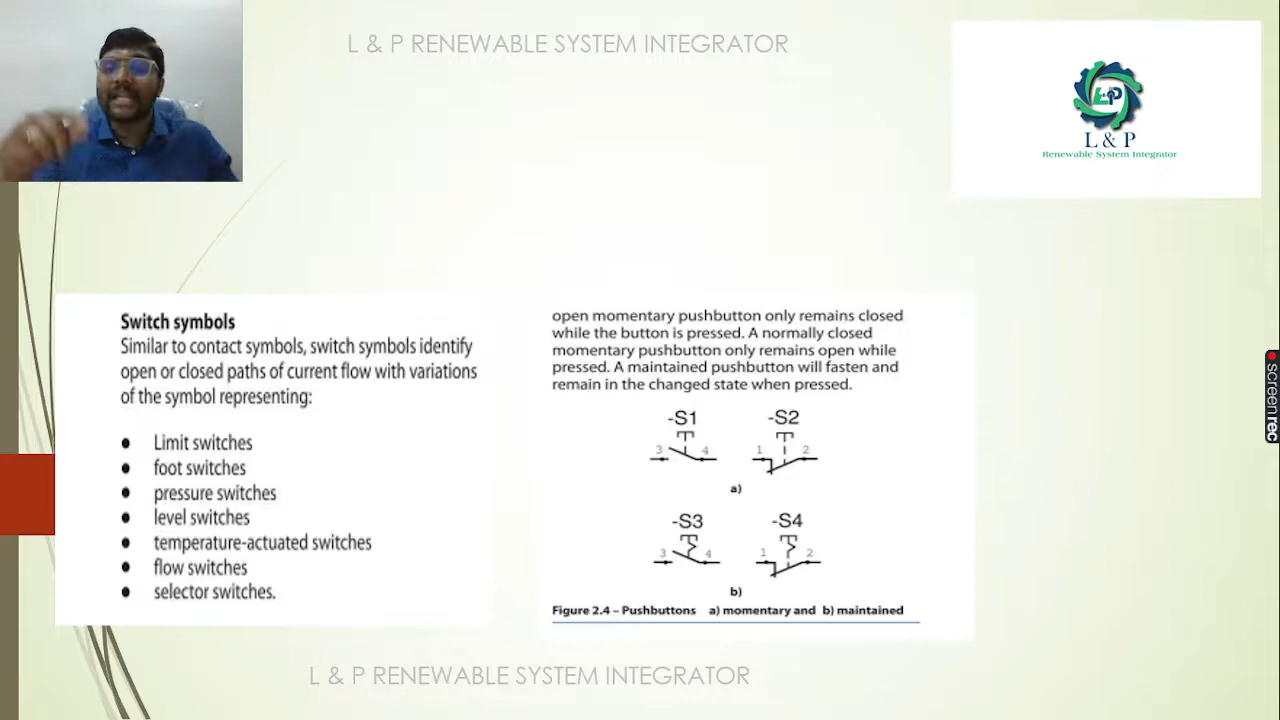 L & P RENEWABLE SYSTEM INTEGRATOR
L & P
L & P
Renewable System Integrator
Switch symbols
Similar to contact symbols, switch symbols identify
open or closed paths of current flow with variations
of the symbol representing:
• Limit switches
• foot switches
• pressure switches
• level switches
• temperature-actuated switches
• flow switches
• selector switches.
open momentary pushbutton only remains closed
while the button is pressed. A normally closed
momentary pushbutton only remains open while
pressed. A maintained pushbutton will fasten and
remain in the changed state when pressed.
-S1 -S2
3 4 1 2
a)
-S3 -S4
3 4 1 2
b)
Figure 2.4 – Pushbuttons a) momentary and b) maintained
L & P RENEWABLE SYSTEM INTEGRATOR
screenrec